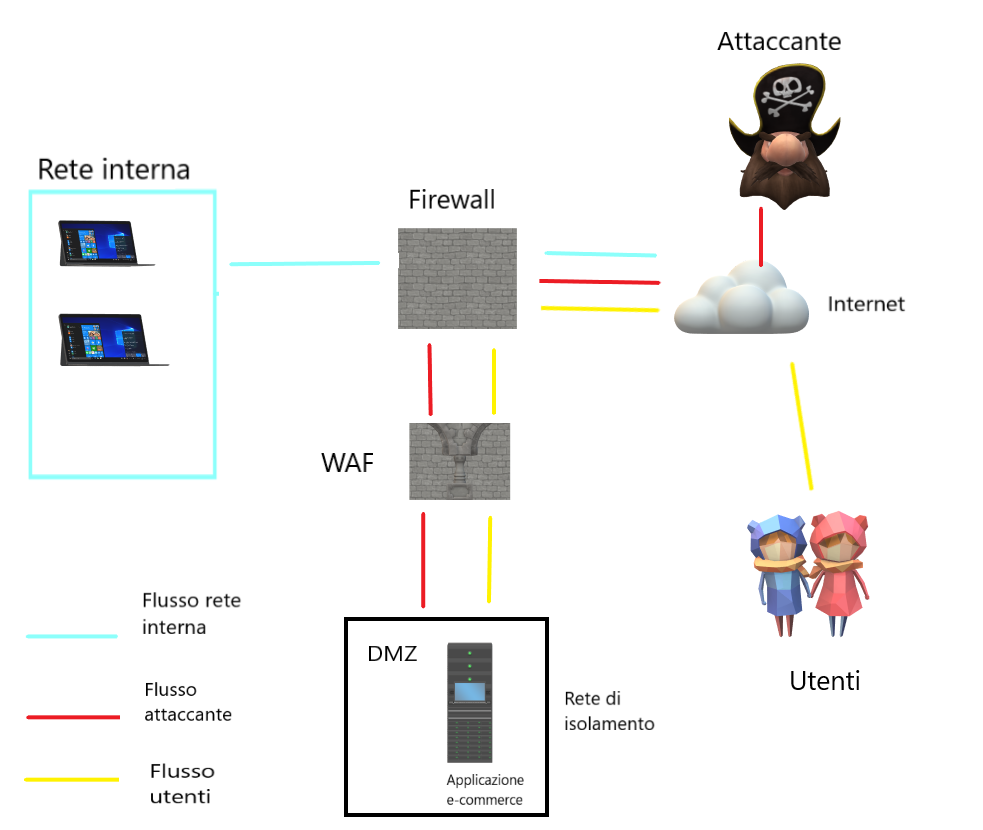 Attaccante
Rete interna
Firewall
Internet
WAF
Flusso rete
interna
DMZ
Utenti
Flusso
attaccante
Rete di
isolamento
Flusso
utenti
Applicazione
e-commerce